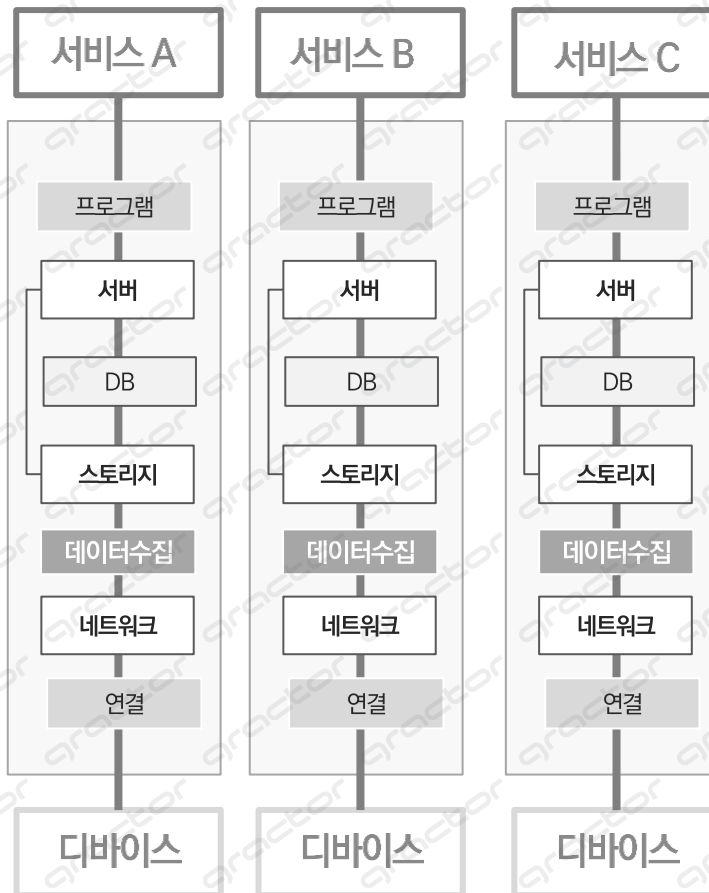 서비스 A
프로그램
서버
DB
스토리지
데이터수집
네트워크
연결
디바이스
서비스 B
프로그램
서버
DB
스토리지
데이터수집
네트워크
연결
디바이스
서비스 C
프로그램
서버
DB
스토리지
데이터수집
네트워크
연결
디바이스
gractor